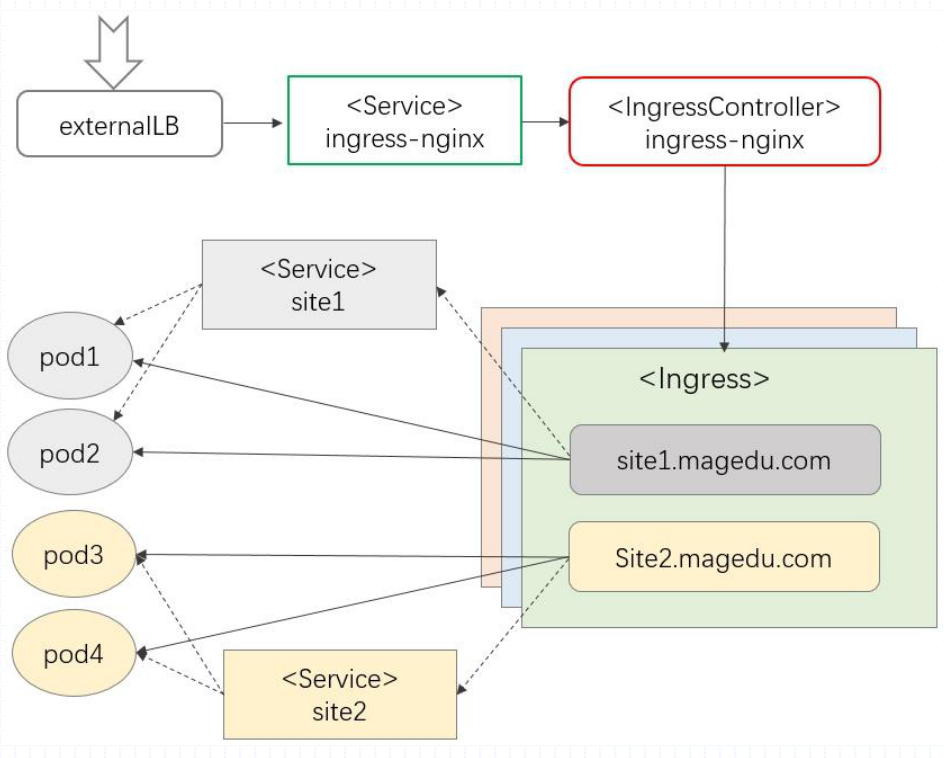 externalLB
<Service>
ingress-nginx
<IngressController>
ingress-nginx
<Service>
site1
pod1
pod2
pod3
pod4
<Ingress>
site1.magedu.com
Site2.magedu.com
<Service>
site2